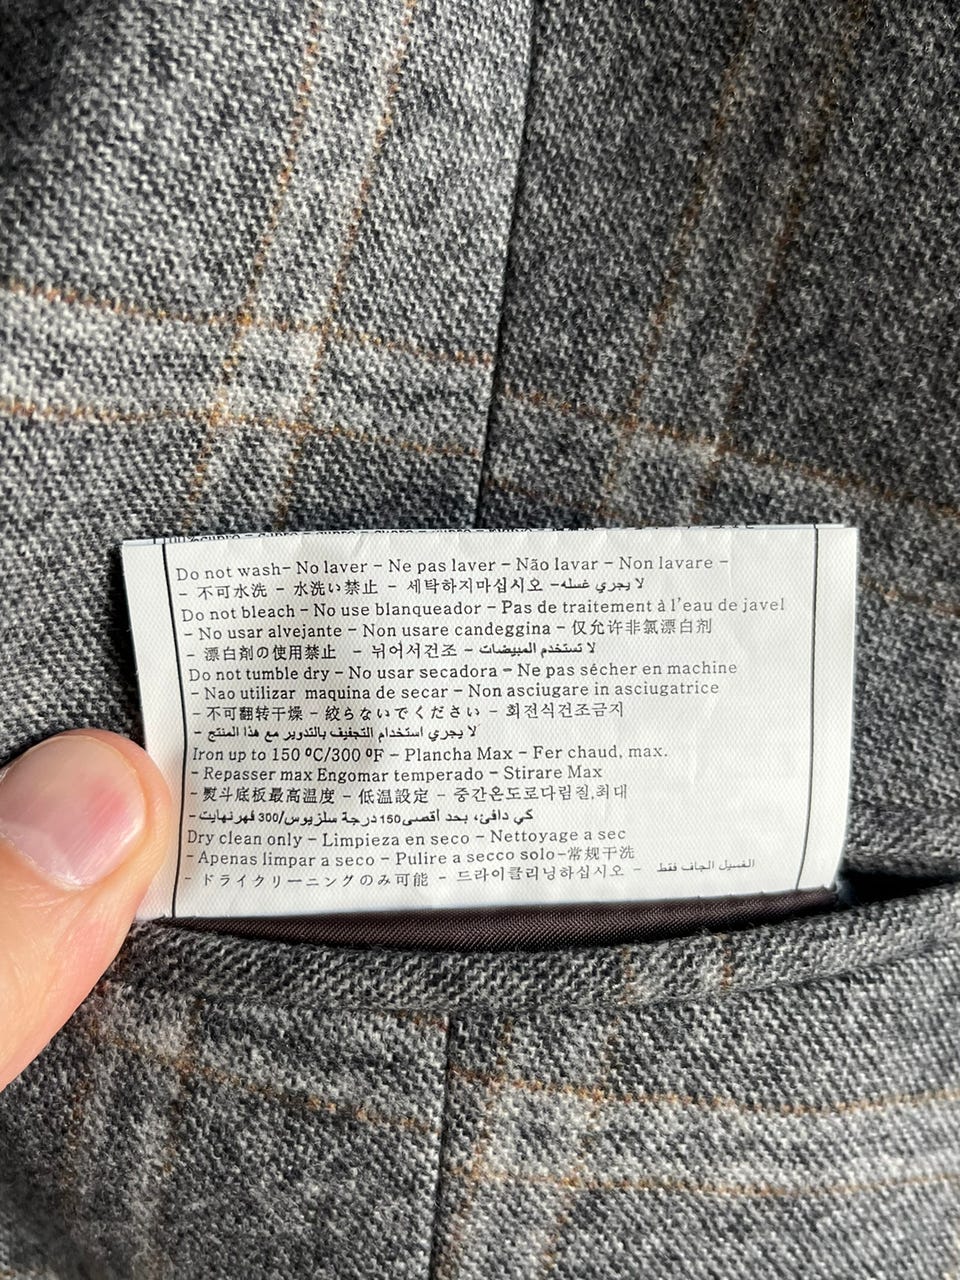 Do not wash- No laver - Ne pas laver - Não lavar - Non lavare -
- 不可水洗 - 水洗い禁止 - 세탁하지마십시오 -لا يجري غسله
Do not bleach - No use blanqueador - Pas de traitement à l'eau de javel
- No usar alvejante - Non usare candeggina - 仅允许非氯漂白剂
- 漂白剤の使用禁止 - 뉘어서건조 - لا تستخدم المبيضات
Do not tumble dry - No usar secadora - Ne pas sécher en machine
- Nao utilizar maquina de secar - Non asciugare in asciugatrice
- 不可翻转干燥 - 絞らないでください - 회전식건조금지
- لا يجري استخدام التجفيف بالتدوير مع هذا المنتج
Iron up to 150 ºC/300 ºF - Plancha Max - Fer chaud, max.
- Repasser max Engomar temperado - Stirare Max
- 熨斗底板最高温度 - 低温設定 - 중간온도로다림질,최대
- كي دافئ، بحد أقصى150 درجة سلزيوس/300 فهرنهايت
Dry clean only - Limpieza en seco - Nettoyage a sec
- Apenas limpar a seco - Pulire a secco solo-常规干洗
- ドライクリーニングのみ可能 - 드라이클리닝하십시오 - الغسيل الجاف فقط